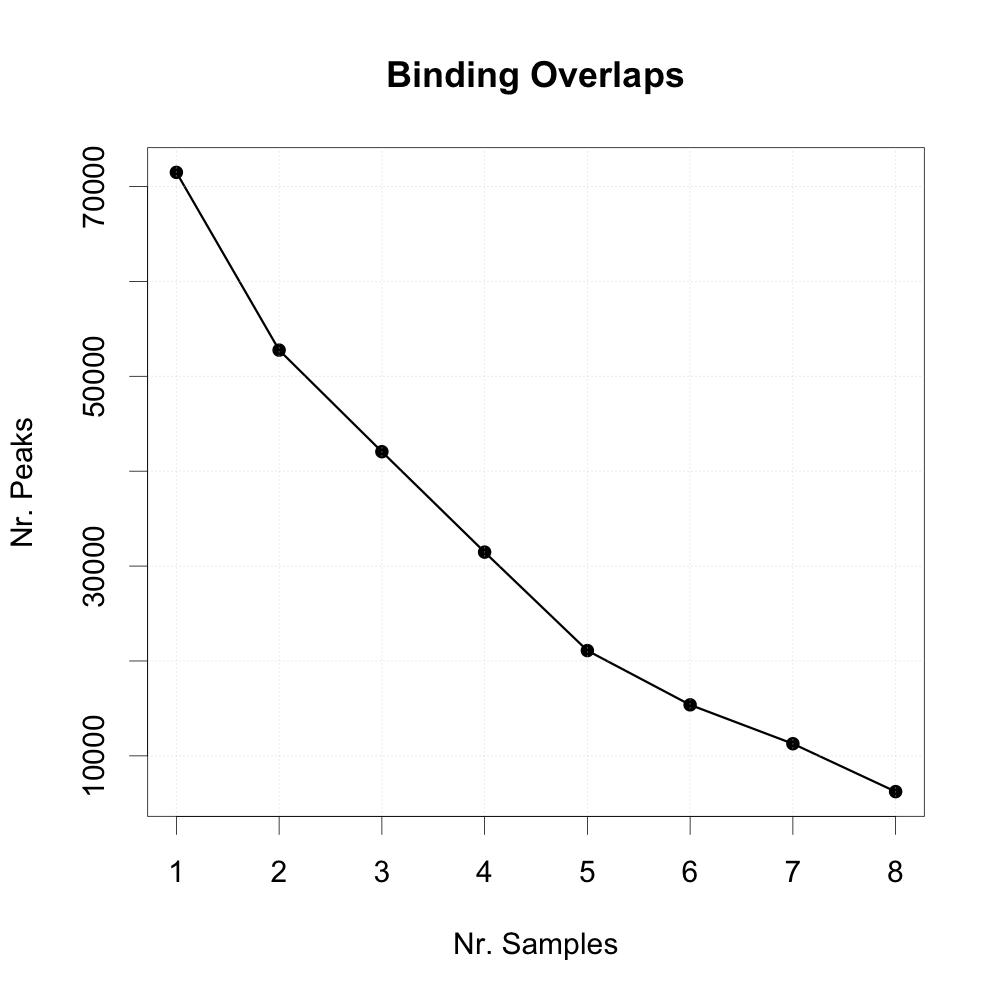 Binding Overlaps
70000
50000
30000
10000
Nr. Peaks
1 2 3 4 5 6 7 8
Nr. Samples